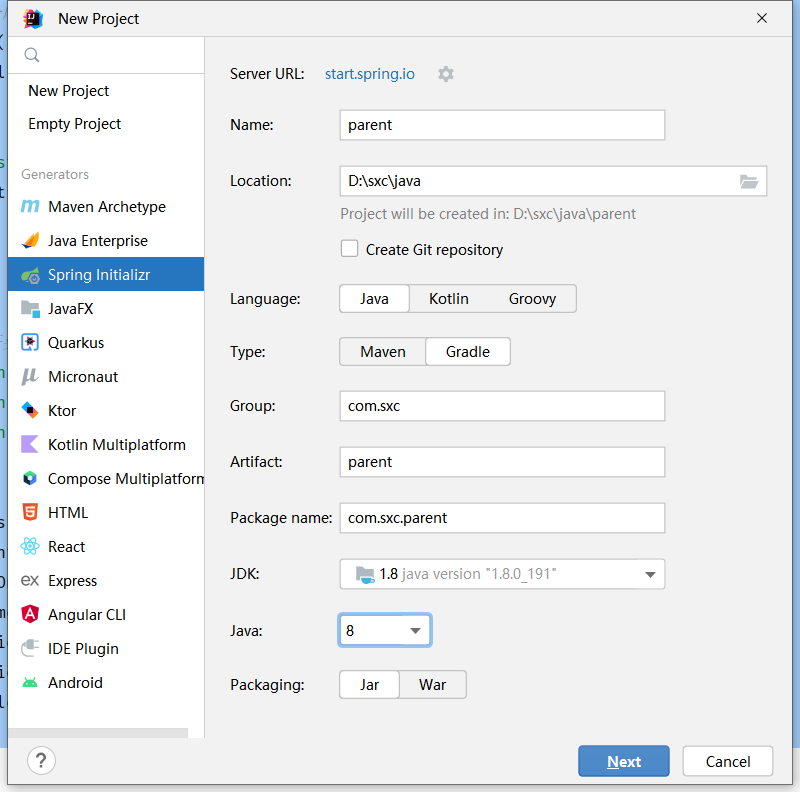 New Project
New Project
Empty Project
Generators
Maven Archetype
Java Enterprise
Spring Initializr
JavaFX
Quarkus
Micronaut
Ktor
Kotlin Multiplatform
Compose Multiplatform
HTML
React
ex Express
Angular CLI
IDE Plugin
Android
?
Server URL: start.spring.io
Name: parent
Location: D:\sxc\java
Project will be created in: D:\sxc\java\parent
Create Git repository
Language: Java Kotlin Groovy
Type: Maven Gradle
Group: com.sxc
Artifact: parent
Package name: com.sxc.parent
JDK: 1.8 java version "1.8.0_191"
Java: 8
Packaging: Jar War
Next Cancel